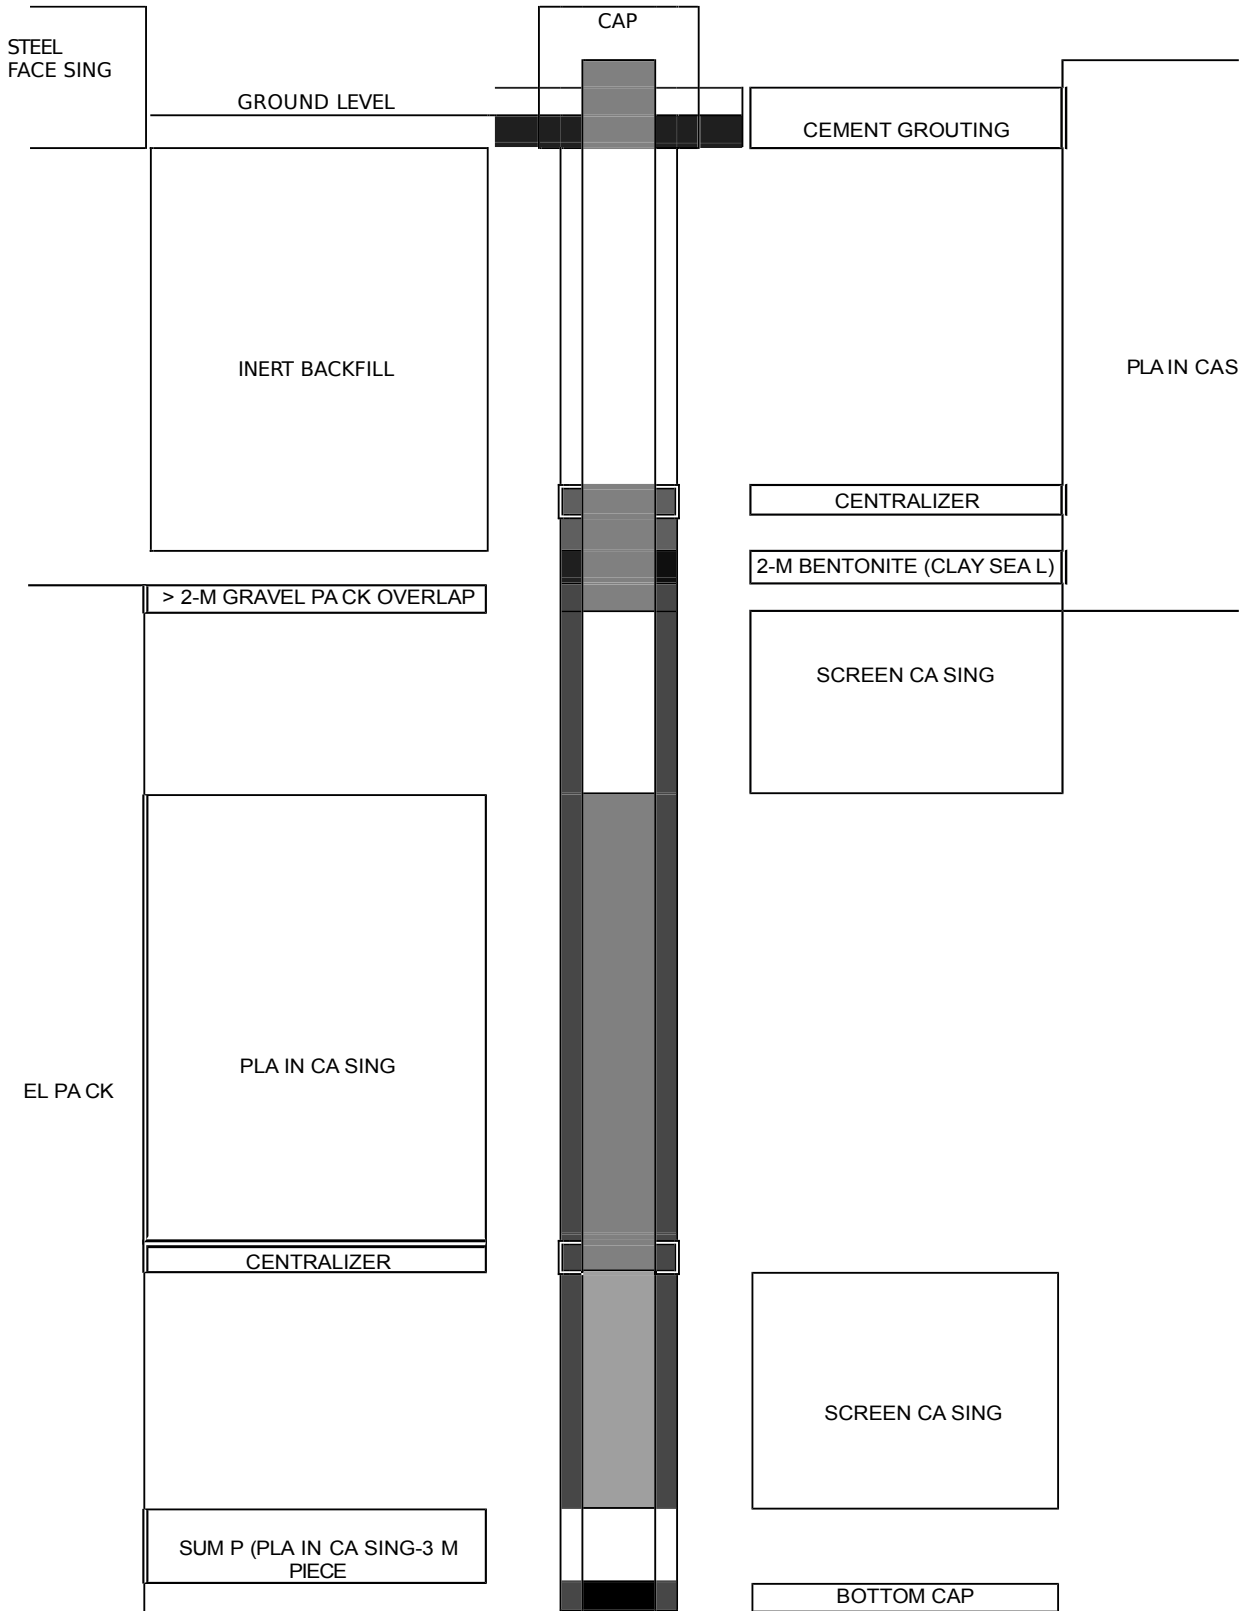 CAP
STEEL
FACE SING
GROUND LEVEL
CEMENT GROUTING
INERT BACKFILL
PLA IN CAS
CENTRALIZER
2-M BENTONITE (CLAY SEA L)
> 2-M GRAVEL PA CK OVERLAP
SCREEN CA SING
PLA IN CA SING
EL PA CK
CENTRALIZER
SCREEN CA SING
SUM P (PLA IN CA SING-3 M
PIECE
BOTTOM CAP